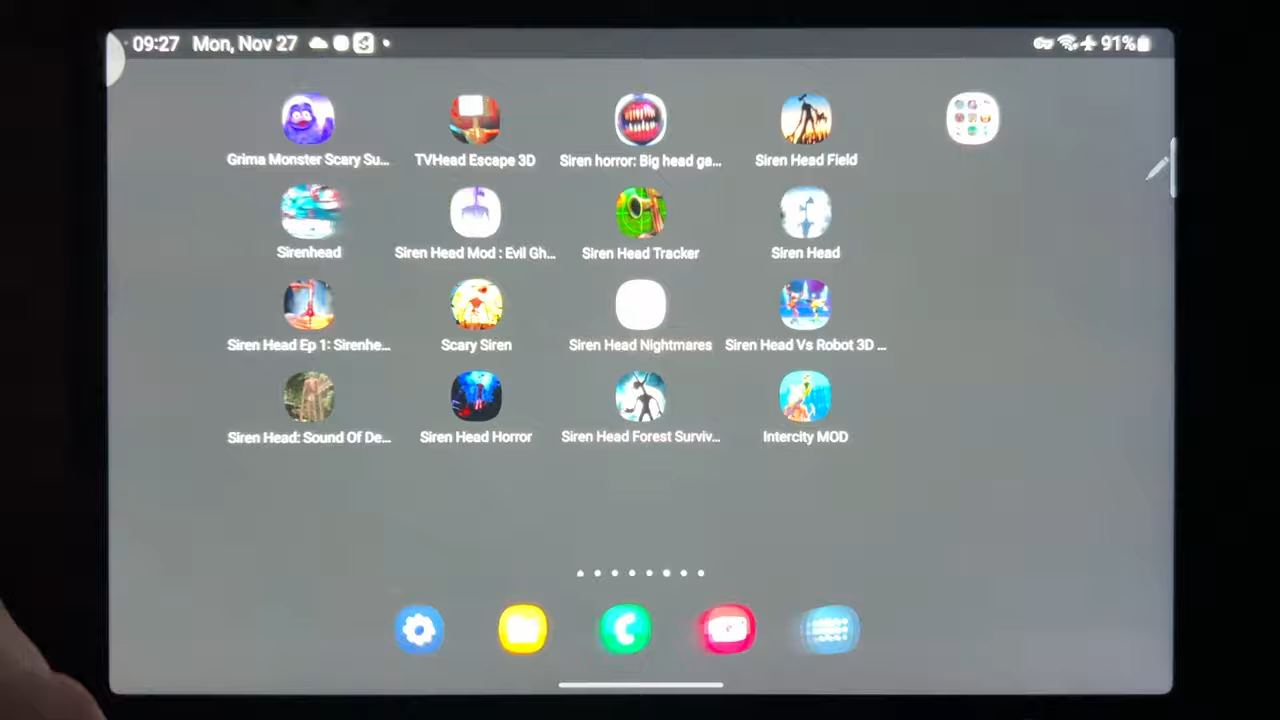 09:27 Mon, Nov 27 91%
Grima Monster Scary Su... TVHead Escape 3D Siren horror: Big head ga... Siren Head Field
Sirenhead Siren Head Mod : Evil Gh... Siren Head Tracker Siren Head
Siren Head Ep 1: Sirenhe... Scary Siren Siren Head Nightmares Siren Head Vs Robot 3D ...
Siren Head: Sound Of De... Siren Head Horror Siren Head Forest Surviv... Intercity MOD